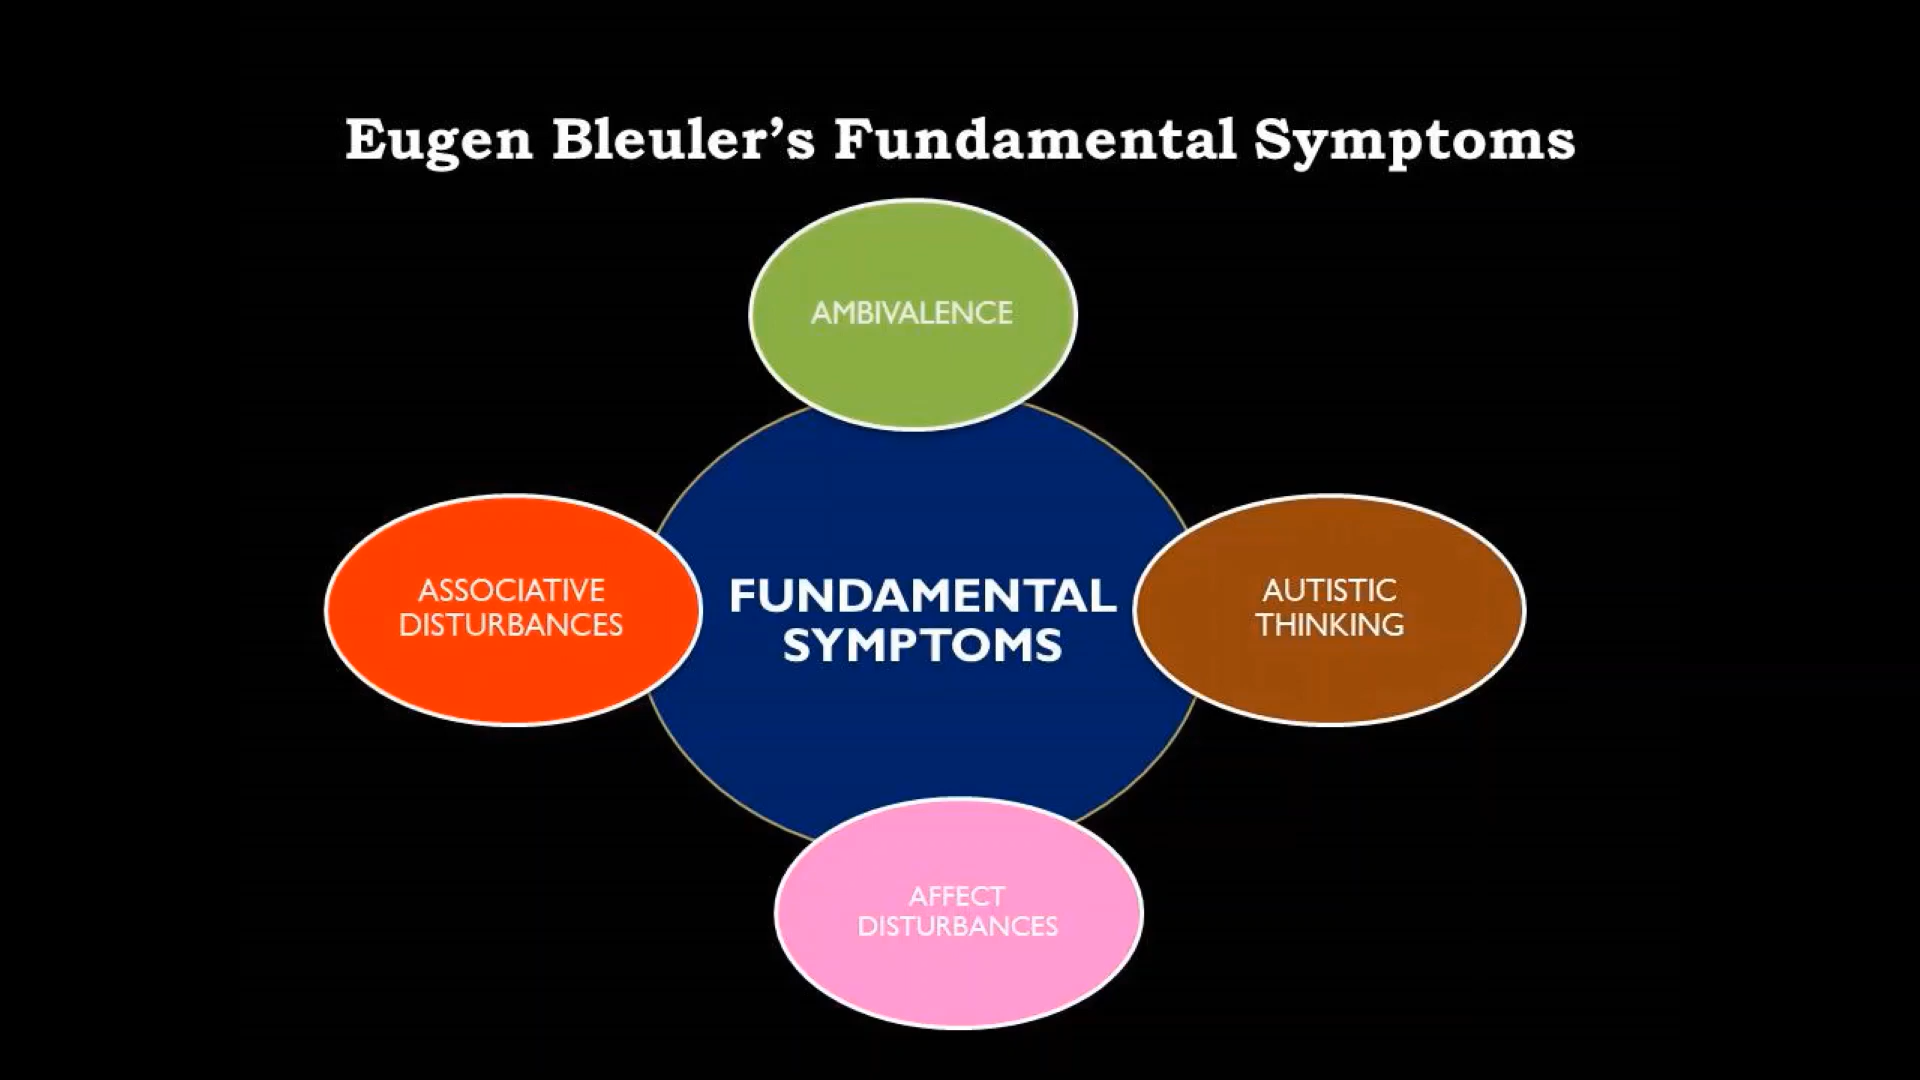 Eugen Bleuler’s Fundamental Symptoms
AMBIVALENCE
ASSOCIATIVE
DISTURBANCES
FUNDAMENTAL
SYMPTOMS
AUTISTIC
THINKING
AFFECT
DISTURBANCES